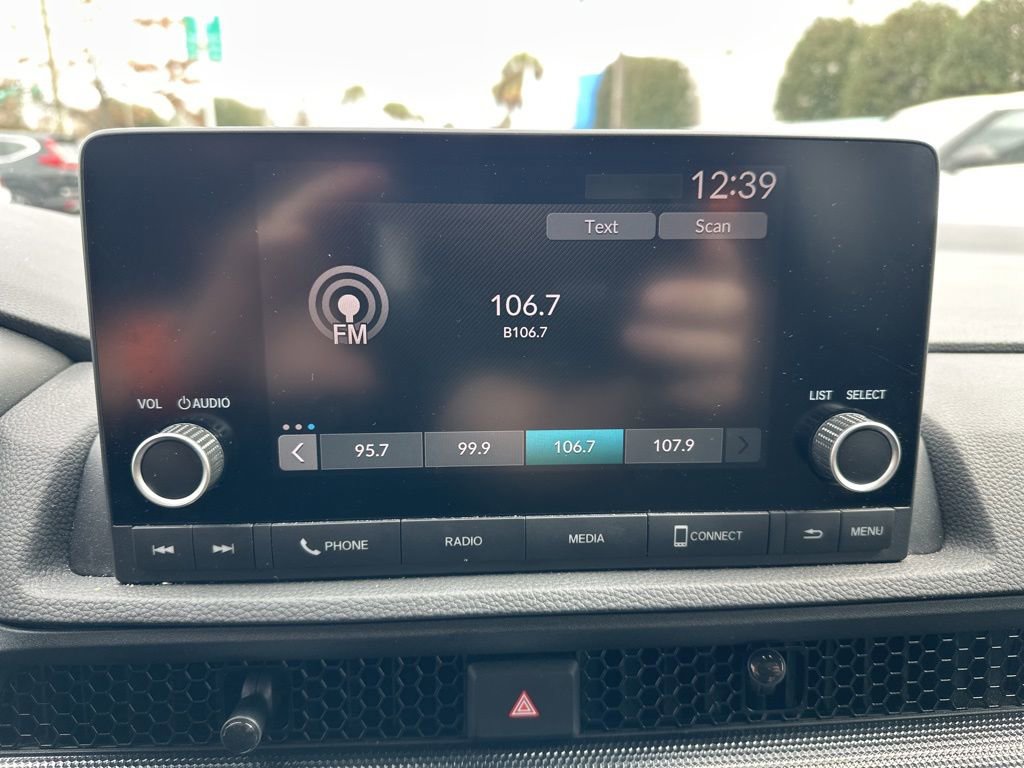 12:39
Text Scan
FM
106.7
B106.7
VOL AUDIO
LIST SELECT
95.7 99.9 106.7 107.9
PHONE RADIO MEDIA CONNECT MENU